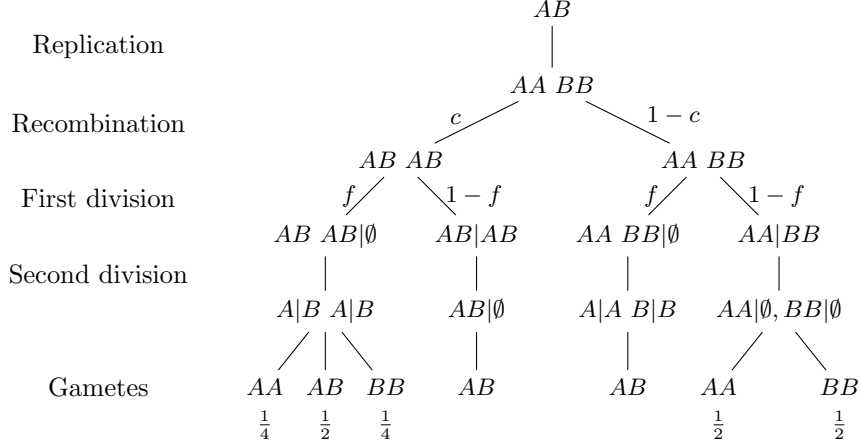 AB
Replication
AA BB
Recombination c 1 − c
AB AB AA BB
First division f 1 − f f 1 − f
AB AB|∅ AB|AB AA BB|∅ AA|BB
Second division
A|B A|B AB|∅ A|A B|B AA|∅, BB|∅
Gametes AA AB BB AB AB AA BB
1/4 1/2 1/4 1/2 1/2